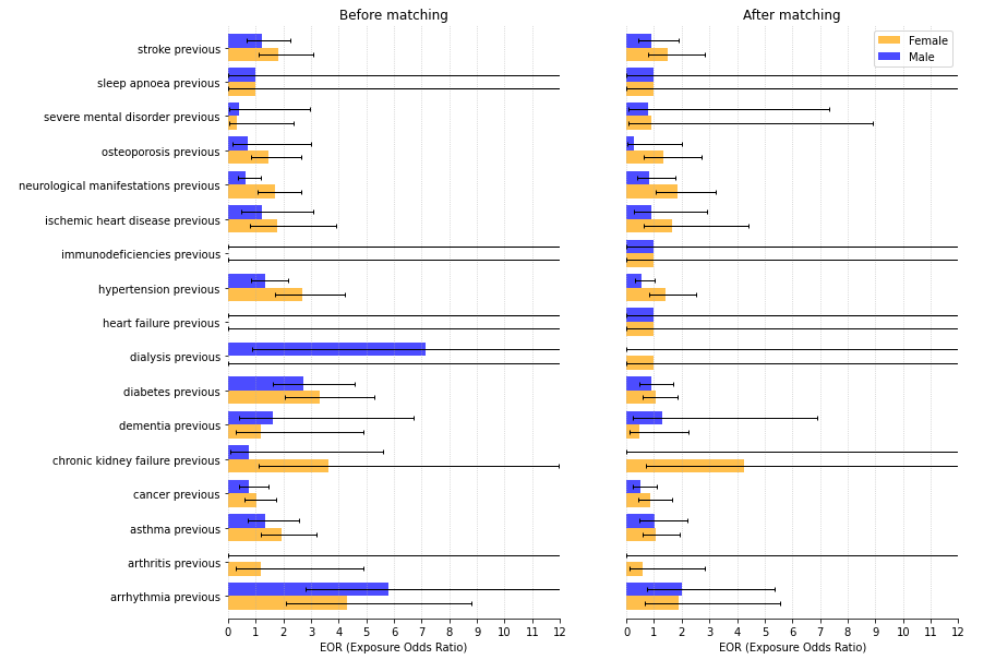 Before matching
After matching
Female
Male
stroke previous
sleep apnoea previous
severe mental disorder previous
osteoporosis previous
neurological manifestations previous
ischemic heart disease previous
immunodeficiencies previous
hypertension previous
heart failure previous
dialysis previous
diabetes previous
dementia previous
chronic kidney failure previous
cancer previous
asthma previous
arthritis previous
arrhythmia previous
0 1 2 3 4 5 6 7 8 9 10 11 12
EOR (Exposure Odds Ratio)
0 1 2 3 4 5 6 7 8 9 10 11 12
EOR (Exposure Odds Ratio)